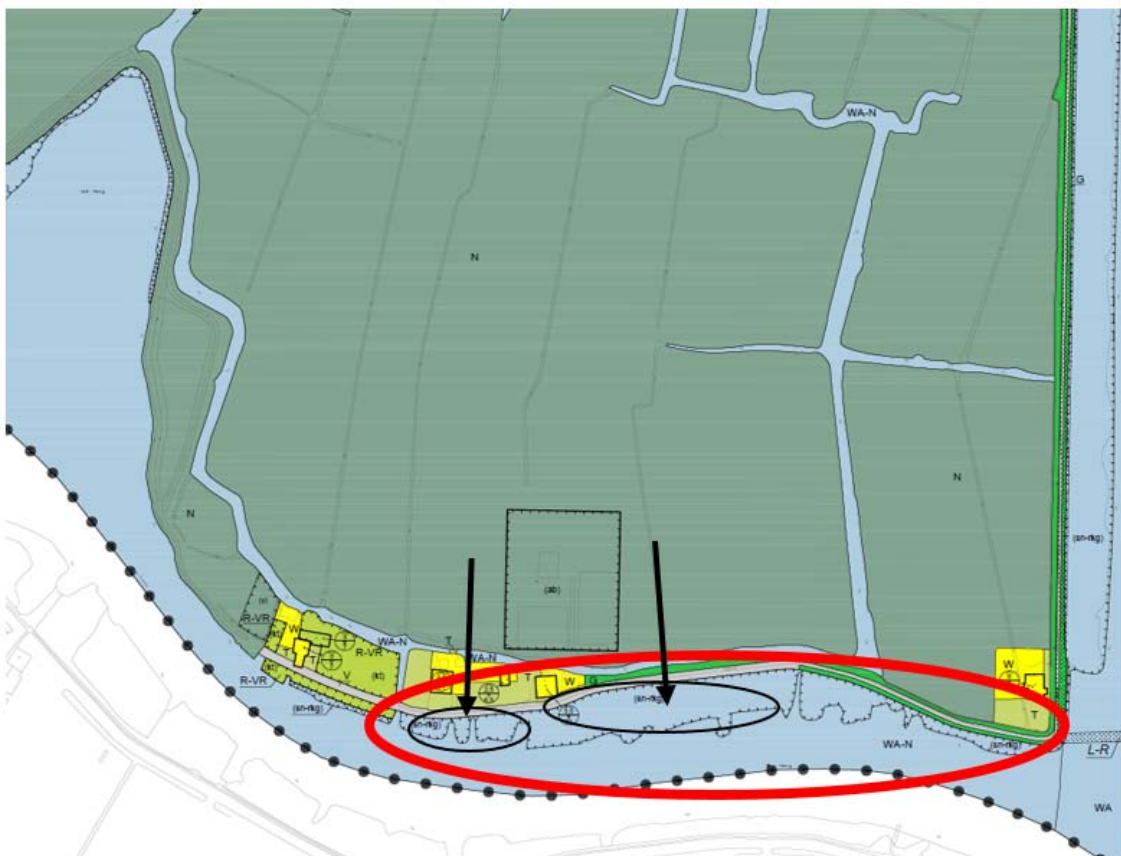 WA-N
G
N
N
(sn-rkg)
N
(ab)
R-VR
W
T
T
R-VR
(kt)
WA-N
T
WA-N
T
W
G
W
T
R-VR
V
(kt)
(sn-rkg)
(sn-rkg)
(sn-rkg)
WA-N
(sn-rkg)
L-R
WA